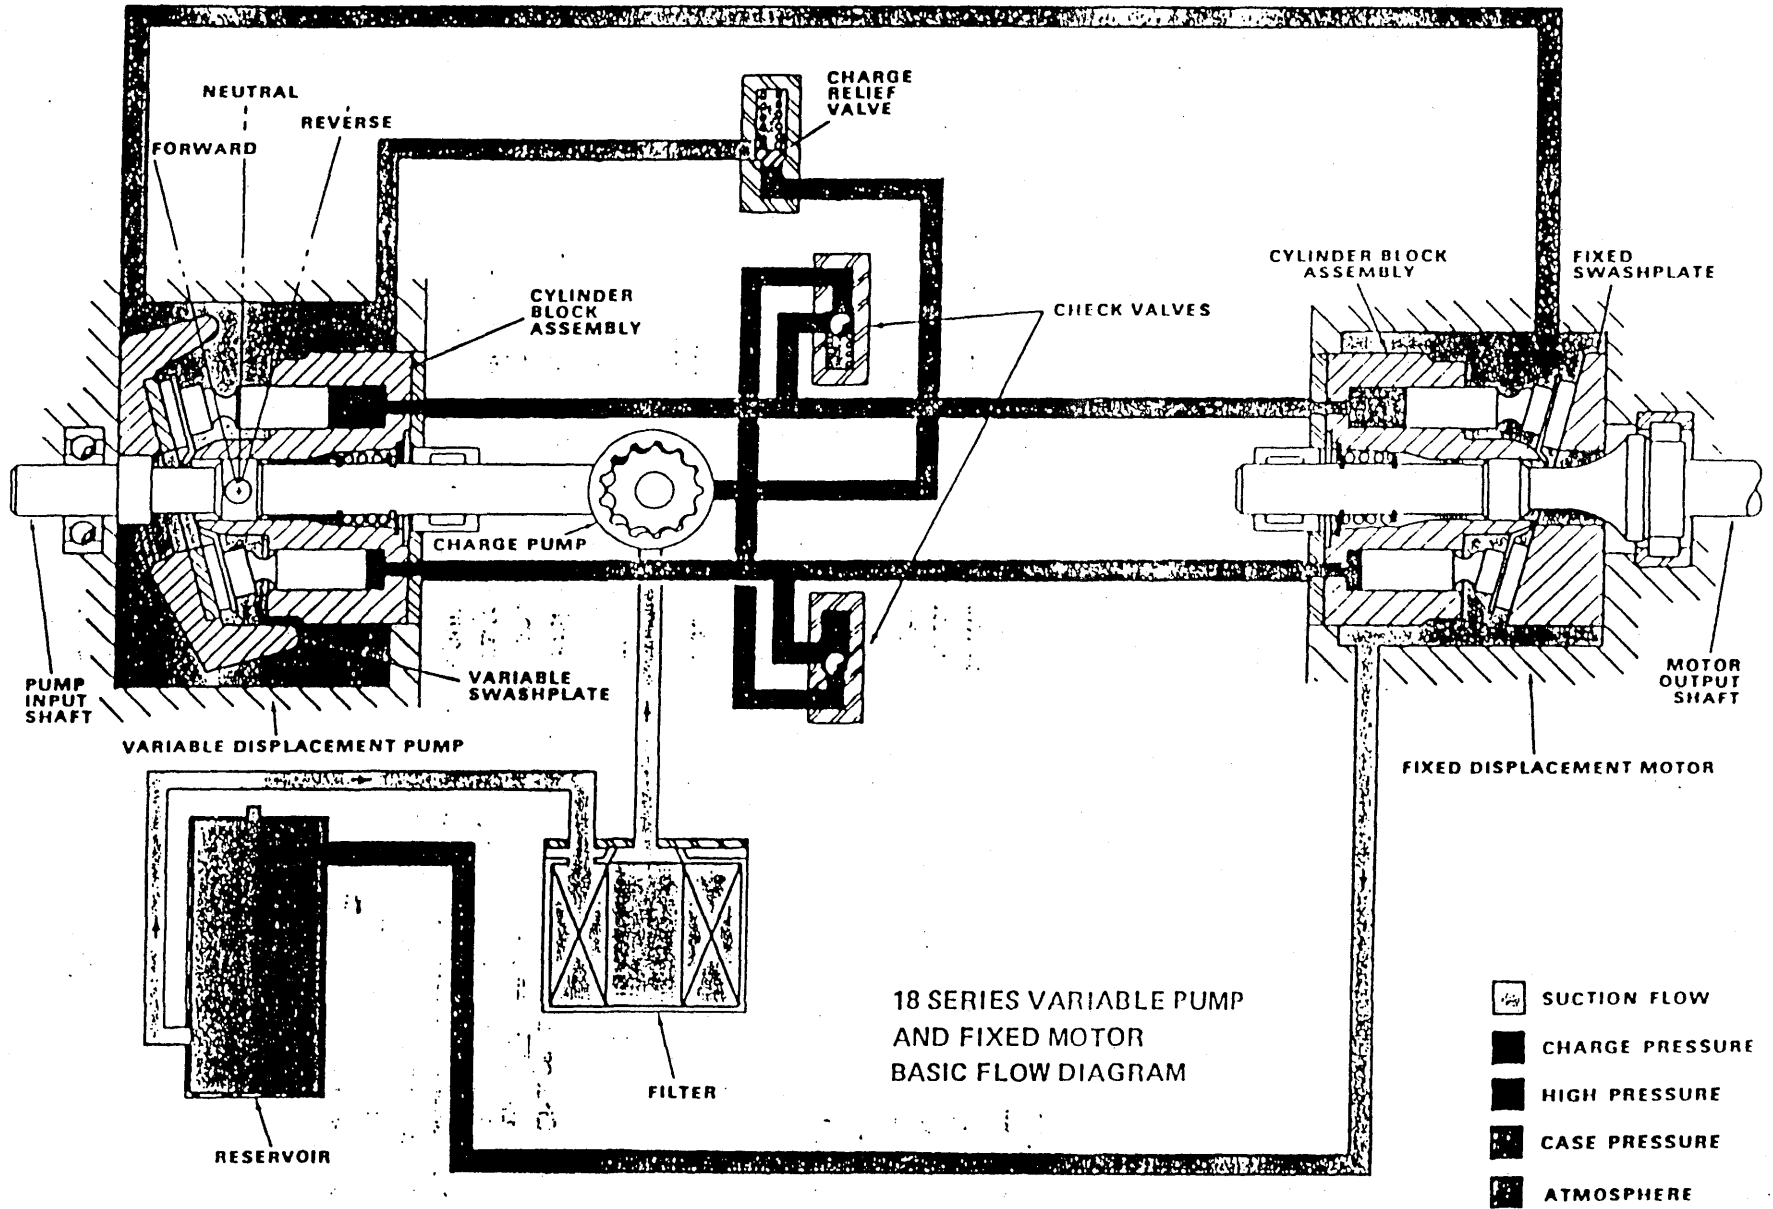 NEUTRAL
REVERSE
FORWARD
CHARGE
RELIEF
VALVE
CYLINDER
BLOCK
ASSEMBLY
CHECK VALVES
CYLINDER BLOCK
ASSEMBLY
FIXED
SWASHPLATE
CHARGE PUMP
PUMP
INPUT
SHAFT
VARIABLE
SWASHPLATE
VARIABLE DISPLACEMENT PUMP
MOTOR
OUTPUT
SHAFT
FIXED DISPLACEMENT MOTOR
RESERVOIR
FILTER
18 SERIES VARIABLE PUMP
AND FIXED MOTOR
BASIC FLOW DIAGRAM
SUCTION FLOW
CHARGE PRESSURE
HIGH PRESSURE
CASE PRESSURE
ATMOSPHERE